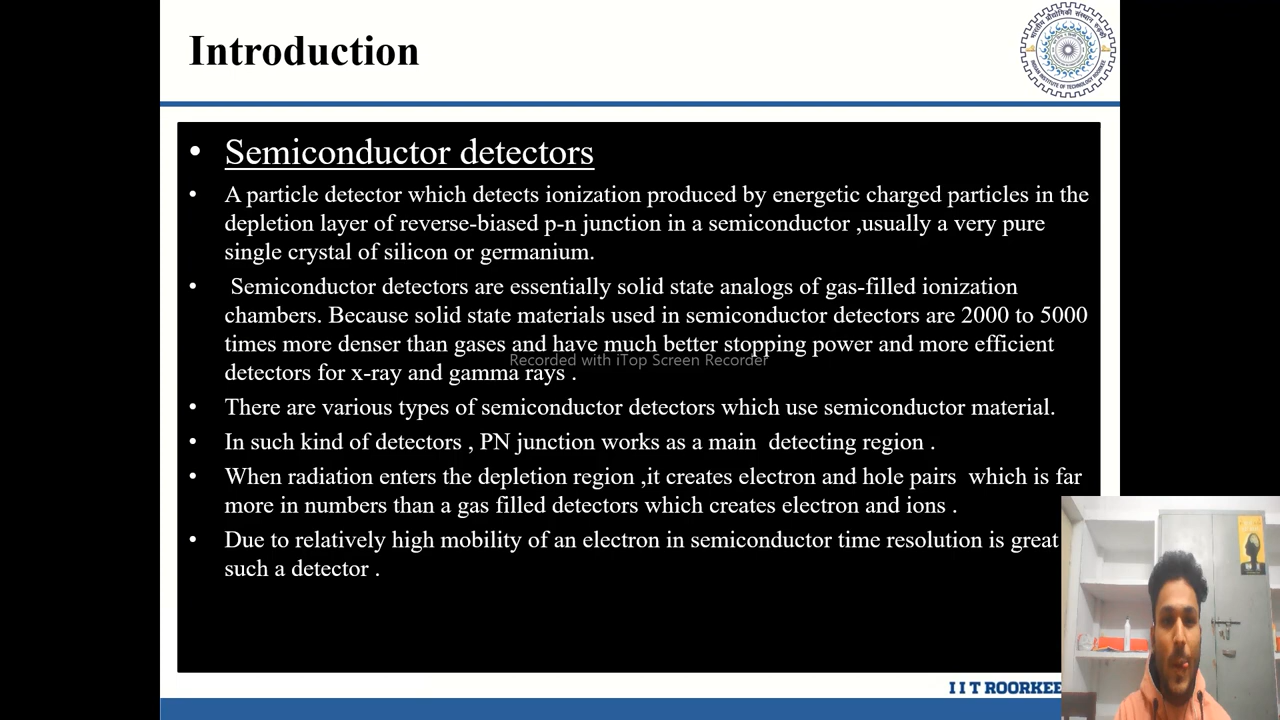 Introduction
• Semiconductor detectors
• A particle detector which detects ionization produced by energetic charged particles in the
depletion layer of reverse-biased p-n junction in a semiconductor ,usually a very pure
single crystal of silicon or germanium.
• Semiconductor detectors are essentially solid state analogs of gas-filled ionization
chambers. Because solid state materials used in semiconductor detectors are 2000 to 5000
times more denser than gases and have much better stopping power and more efficient
Recorded with iTop Screen Recorder
detectors for x-ray and gamma rays .
• There are various types of semiconductor detectors which use semiconductor material.
• In such kind of detectors , PN junction works as a main detecting region .
• When radiation enters the depletion region ,it creates electron and hole pairs which is far
more in numbers than a gas filled detectors which creates electron and ions .
• Due to relatively high mobility of an electron in semiconductor time resolution is great
such a detector .
I I T ROORKEE
भारतीय प्रौद्योगिकी संस्थान रुड़की
INDIAN INSTITUTE OF TECHNOLOGY ROORKEE